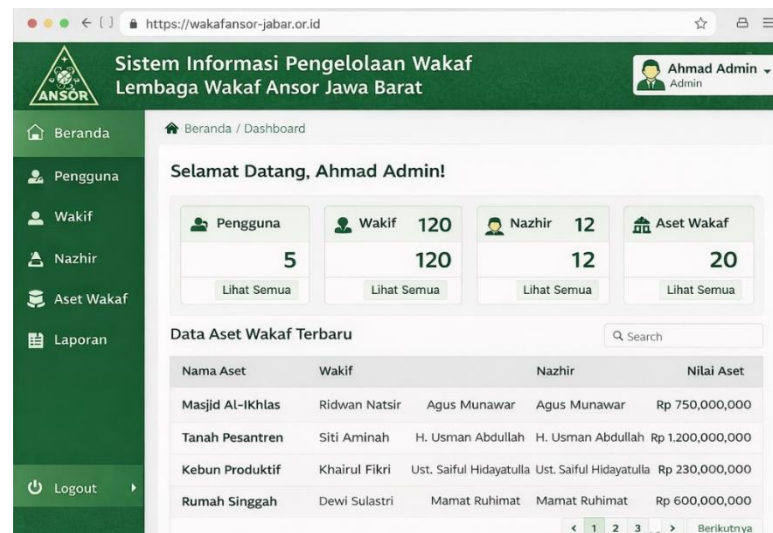 https://wakafansor-jabar.or.id
ANSOR
Sistem Informasi Pengelolaan Wakaf
Lembaga Wakaf Ansor Jawa Barat
Ahmad Admin
Admin
Beranda
Pengguna
Wakif
Nazhir
Aset Wakaf
Laporan
Logout
Beranda / Dashboard
Selamat Datang, Ahmad Admin!
Pengguna
5
Lihat Semua
Wakif 120
120
Lihat Semua
Nazhir 12
12
Lihat Semua
Aset Wakaf
20
Lihat Semua
Data Aset Wakaf Terbaru
Search
Nama Aset Wakif Nazhir Nilai Aset
Masjid Al-IKhlas Ridwan Natsir Agus Munawar Agus Munawar Rp 750,000,000
Tanah Pesantren Siti Aminah H. Usman Abdullah H. Usman Abdullah Rp 1.200,000,000
Kebun Produktif Khairul Fikri Ust. Saiful Hidayatulla Ust. Saiful Hidayatulla Rp 230,000,000
Rumah Singgah Dewi Sulastri Mamat Ruhimat Mamat Ruhimat Rp 600,000,000
< 1 2 3 ... > Berikutnya